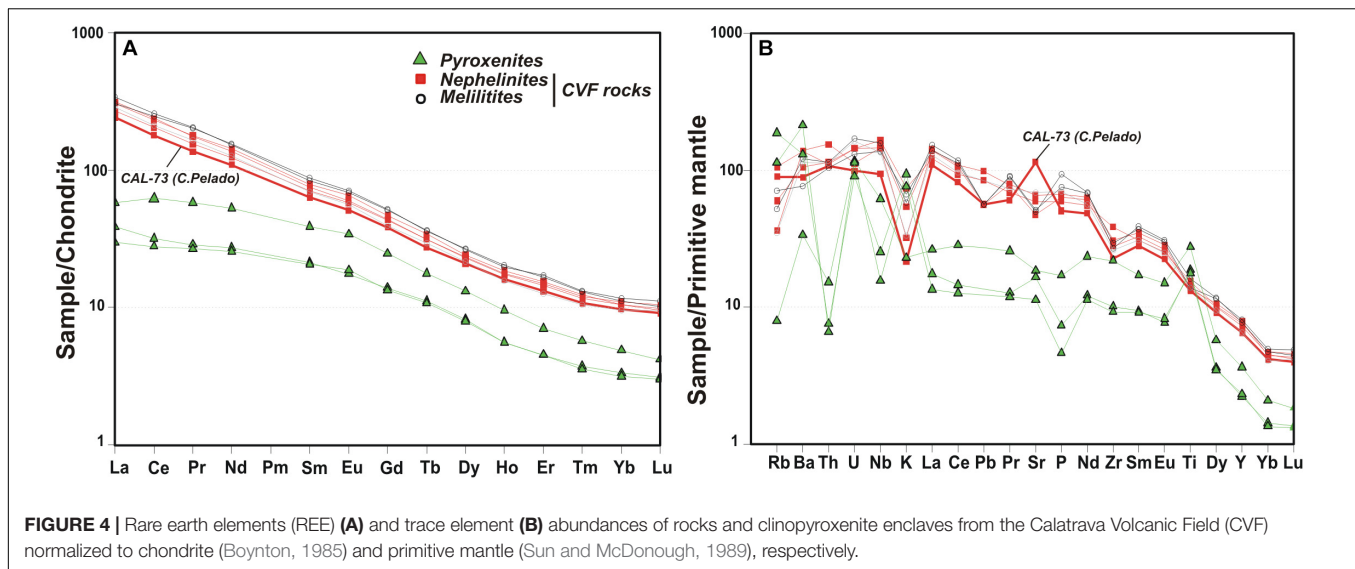 A
Sample/Chondrite
1000
100
10
1
Pyroxenites
Nephelinites
Melilitites
CVF rocks
CAL-73 (C.Pelado)
La Ce Pr Nd Pm Sm Eu Gd Tb Dy Ho Er Tm Yb Lu
B
Sample/Primitive mantle
1000
100
10
1
CAL-73 (C.Pelado)
Rb Ba Th U Nb K La Ce Pb Pr Sr P Nd Zr Sm Eu Ti Dy Y Yb Lu
FIGURE 4 | Rare earth elements (REE) (A) and trace element (B) abundances of rocks and clinopyroxenite enclaves from the Calatrava Volcanic Field (CVF)
normalized to chondrite (Boynton, 1985) and primitive mantle (Sun and McDonough, 1989), respectively.